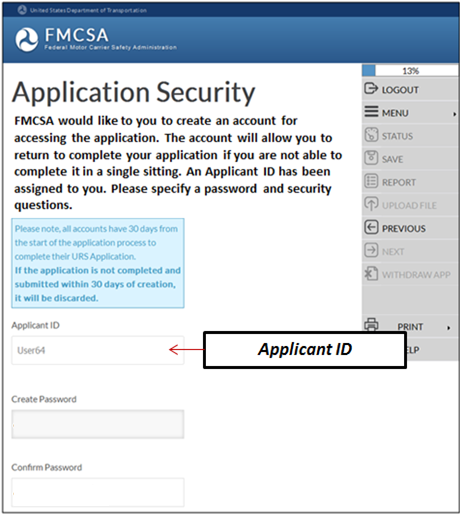 United States Department of Transportation
FMCSA
Federal Motor Carrier Safety Administration
13%
Application Security
FMCSA would like to you to create an account for
accessing the application. The account will allow you to
return to complete your application if you are not able to
complete it in a single sitting. An Applicant ID has been
assigned to you. Please specify a password and security
questions.
Please note, all accounts have 30 days from
the start of the application process to
complete their URS Application.
If the application is not completed and
submitted within 30 days of creation,
it will be discarded.
Applicant ID
User64
Applicant ID
Create Password
Confirm Password
LOGOUT
MENU
STATUS
SAVE
REPORT
UPLOAD FILE
PREVIOUS
NEXT
WITHDRAW APP
PRINT
ELP